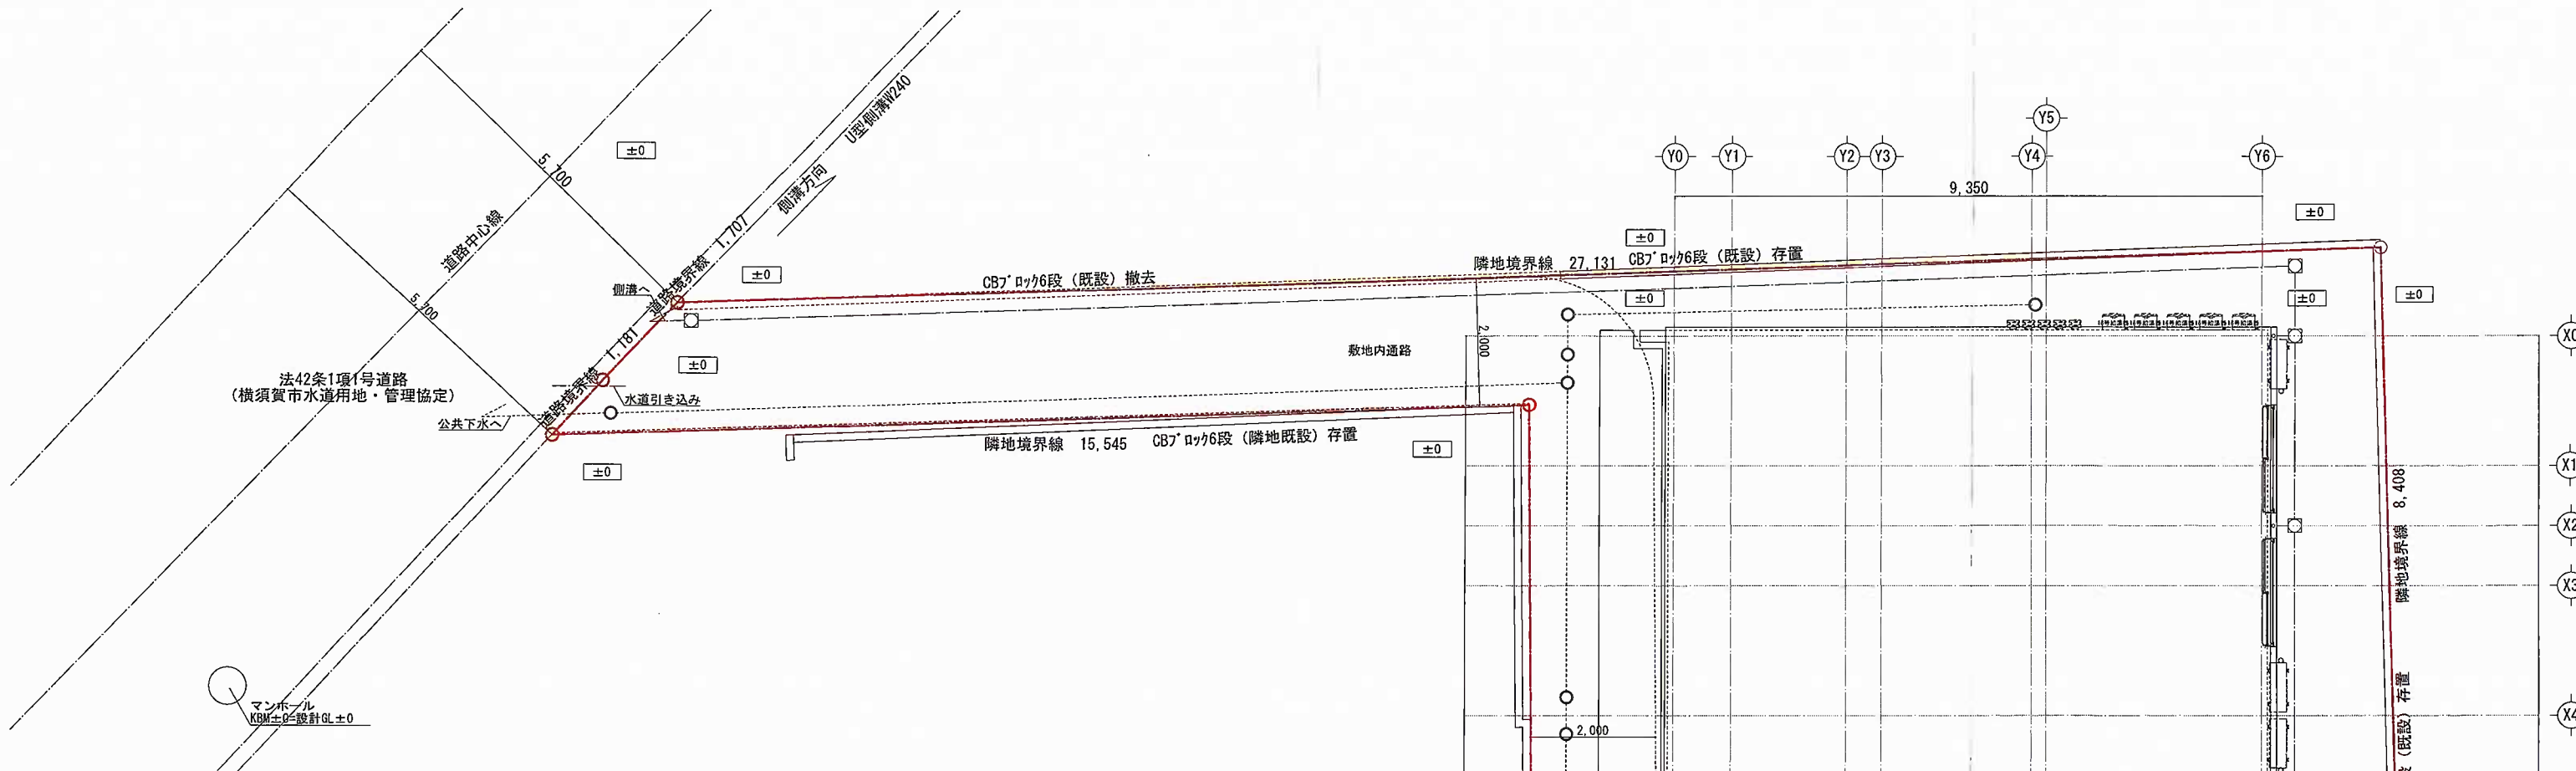 Y5
Y0
Y1
Y2
Y3
Y4
Y6
9,350
±0
5,700
U型側溝W240
側溝方向
道路中心線
1,707
道路境界線
±0
側溝へ
CBブロック6段（既設）撤去
隣地境界線 27,131 CBブロック6段（既設）存置
±0
±0
±0
±0
±0
5,700
1,181
±0
2,000
敷地内通路
X0
法42条1項1号道路
（横須賀市水道用地・管理協定）
道路境界線
水道引き込み
公共下水へ
隣地境界線 15,545 CBブロック6段（隣地既設）存置
±0
±0
X1
X2
X3
X4
隣地境界線 8,408
（既設）存置
マンホール
KBM±0=設計GL±0
2,000